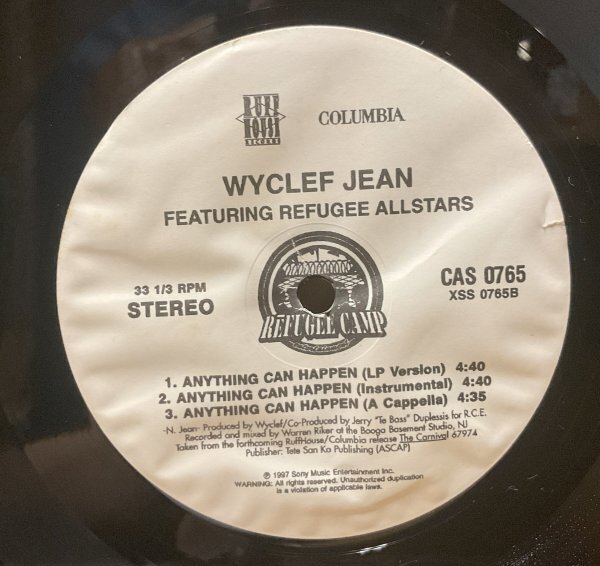 RUFF
HOUSE
RECORDS
COLUMBIA
WYCLEF JEAN
FEATURING REFUGEE ALLSTARS
33 1/3 RPM
STEREO
CAS 0765
XSS 0765B
REFUGEE CAMP
1. ANYTHING CAN HAPPEN (LP Version) 4:40
2. ANYTHING CAN HAPPEN (Instrumental) 4:40
3. ANYTHING CAN HAPPEN (A Cappella) 4:35
-N. Jean- Produced by Wyclef/Co-Produced by Jerry "Te Bass" Duplessis for R.C.E.
Recorded and mixed by Warren Riker at the Booga Basement Studio, NJ
Taken from the forthcoming RuffHouse/Columbia release The Carnival 67974
Publisher: Tete San Ko Publishing (ASCAP)
℗ 1997 Sony Music Entertainment Inc.
WARNING: All rights reserved. Unauthorized duplication
is a violation of applicable laws.